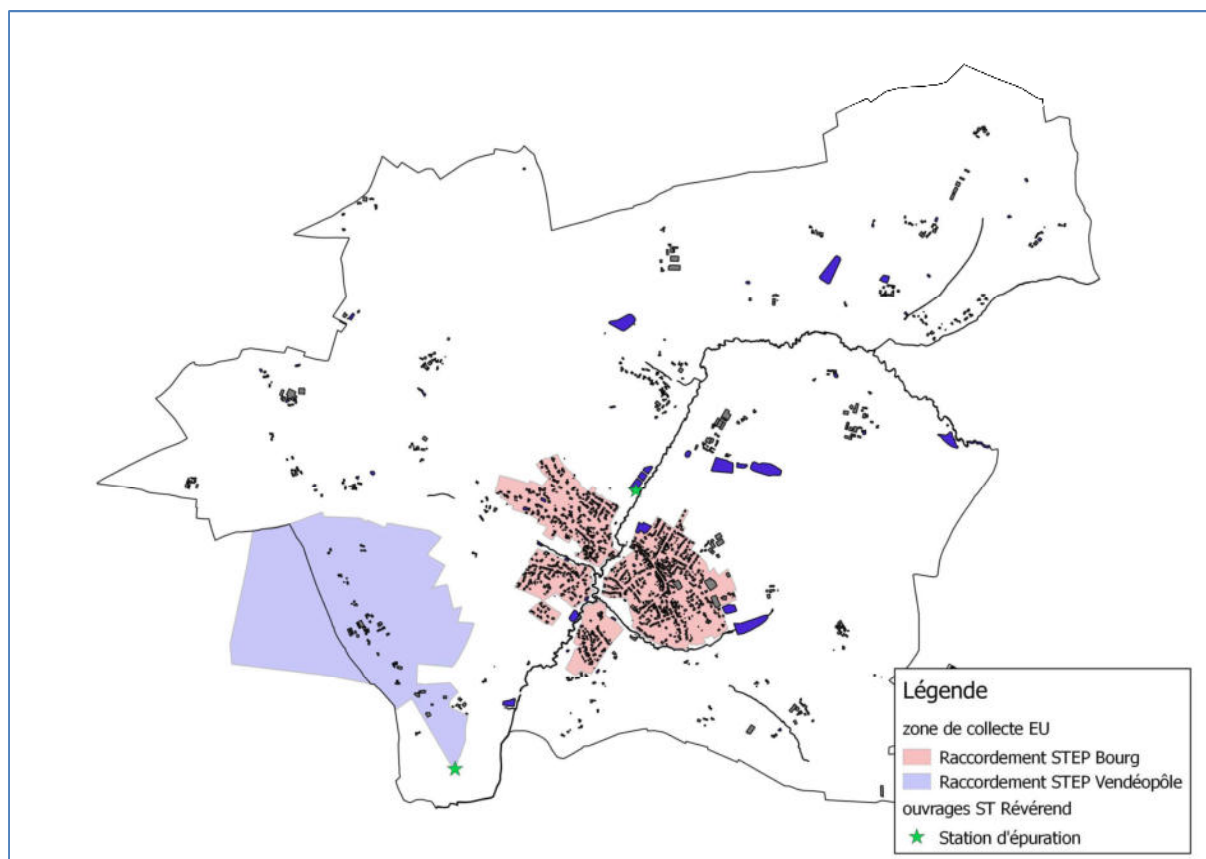 Légende
zone de collecte EU
Raccordement STEP Bourg
Raccordement STEP Vendéopôle
ouvrages ST Révérend
Station d'épuration